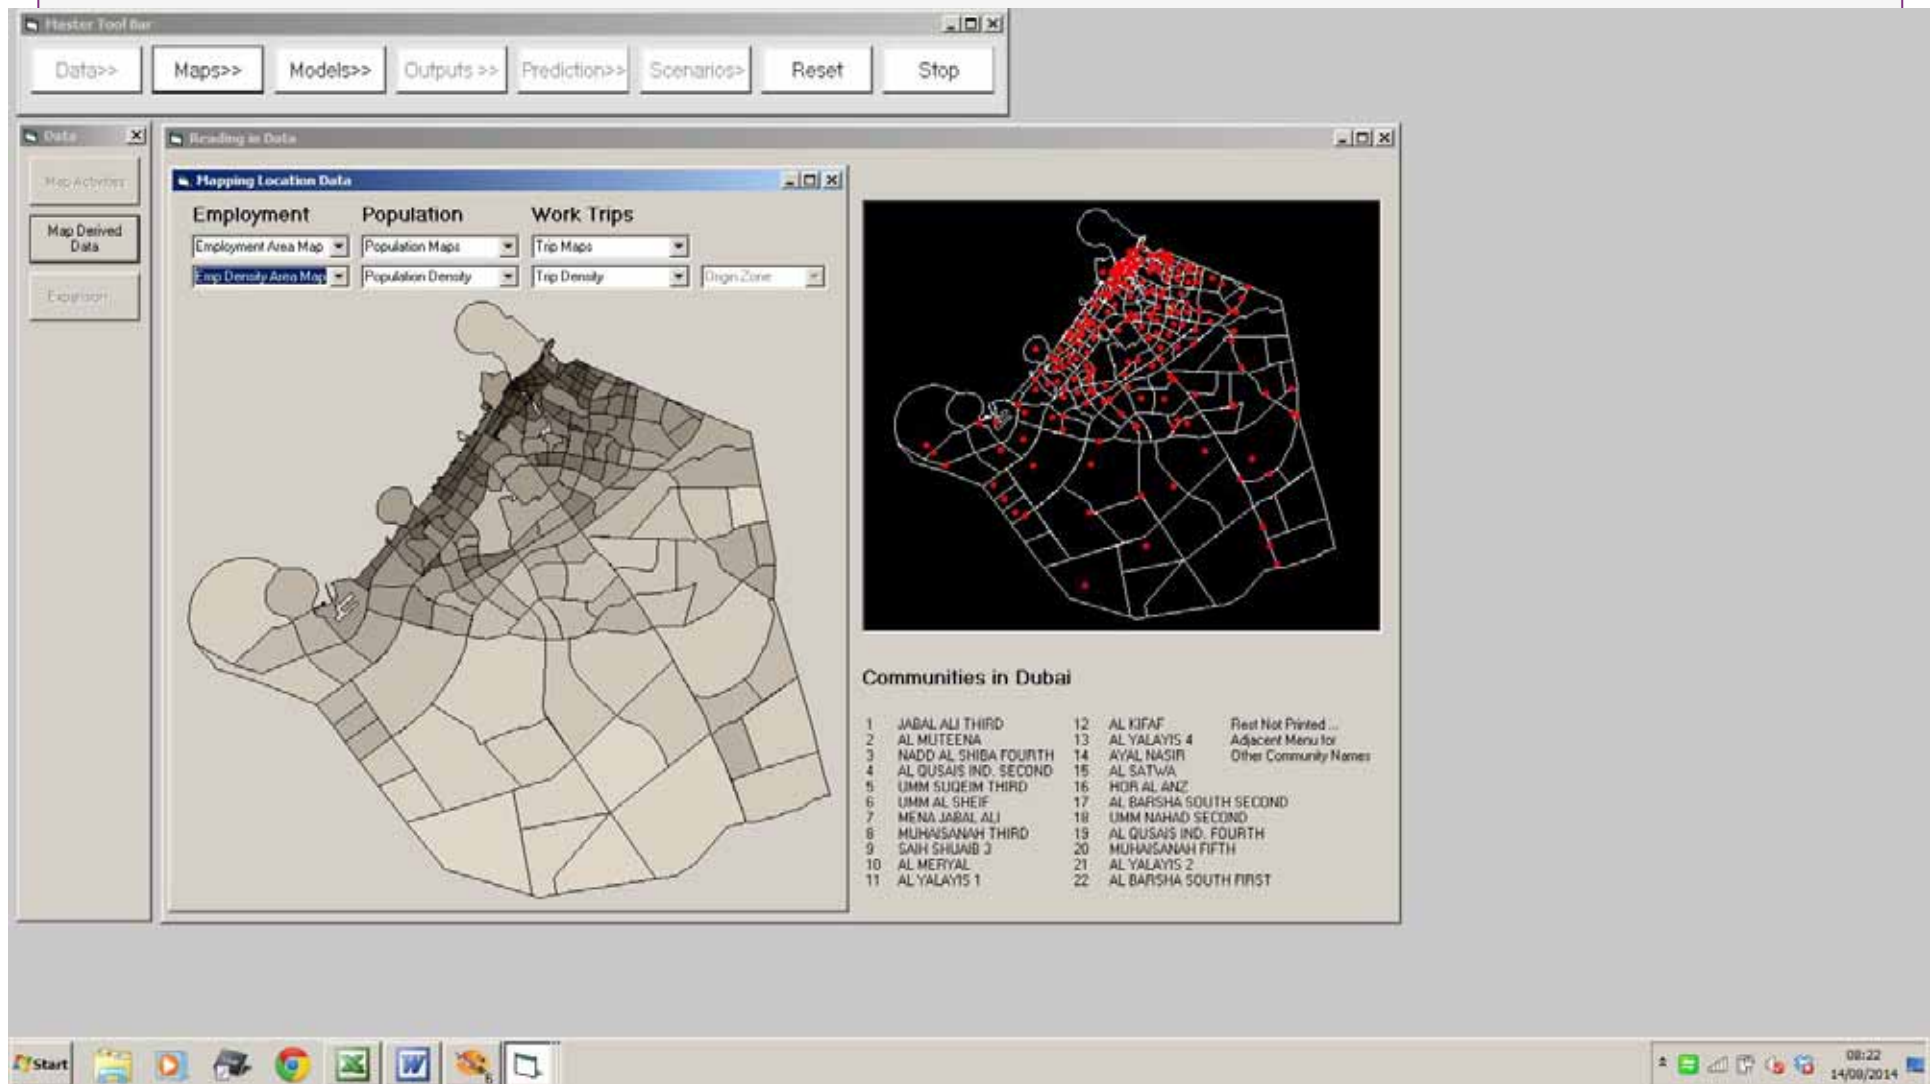 Master Tool Bar
Data>> Maps>> Models>> Outputs >> Prediction>> Scenarios> Reset Stop
Data
Map Activities
Map Derived
Data
Reading in Data
Mapping Location Data
Employment Population Work Trips
Employment Area Map Population Maps Trip Maps
Emp Density Area Map Population Density Trip Density Origin Zone
Communities in Dubai
1 JABAL ALI THIRD
2 AL MUTEENA
3 NADD AL SHIBA FOURTH
4 AL QUSAIS IND. SECOND
5 UMM SUQEIM THIRD
6 UMM AL SHEIF
7 MENA JABAL ALI
8 MUHAISANAH THIRD
9 SAIH SHUAIB 3
10 AL MERYAL
11 AL YALAYIS 1
12 AL KIFAF
13 AL YALAYIS 4
14 AYAL NASIR
15 AL SATWA
16 HOR AL ANZ
17 AL BARSHA SOUTH SECOND
18 UMM NAHAD SECOND
19 AL QUSAIS IND. FOURTH
20 MUHAISANAH FIFTH
21 AL YALAYIS 2
22 AL BARSHA SOUTH FIRST
Rest Not Printed ...
Adjacent Menu for
Other Community Names
Start
6
08:22
14/08/2014